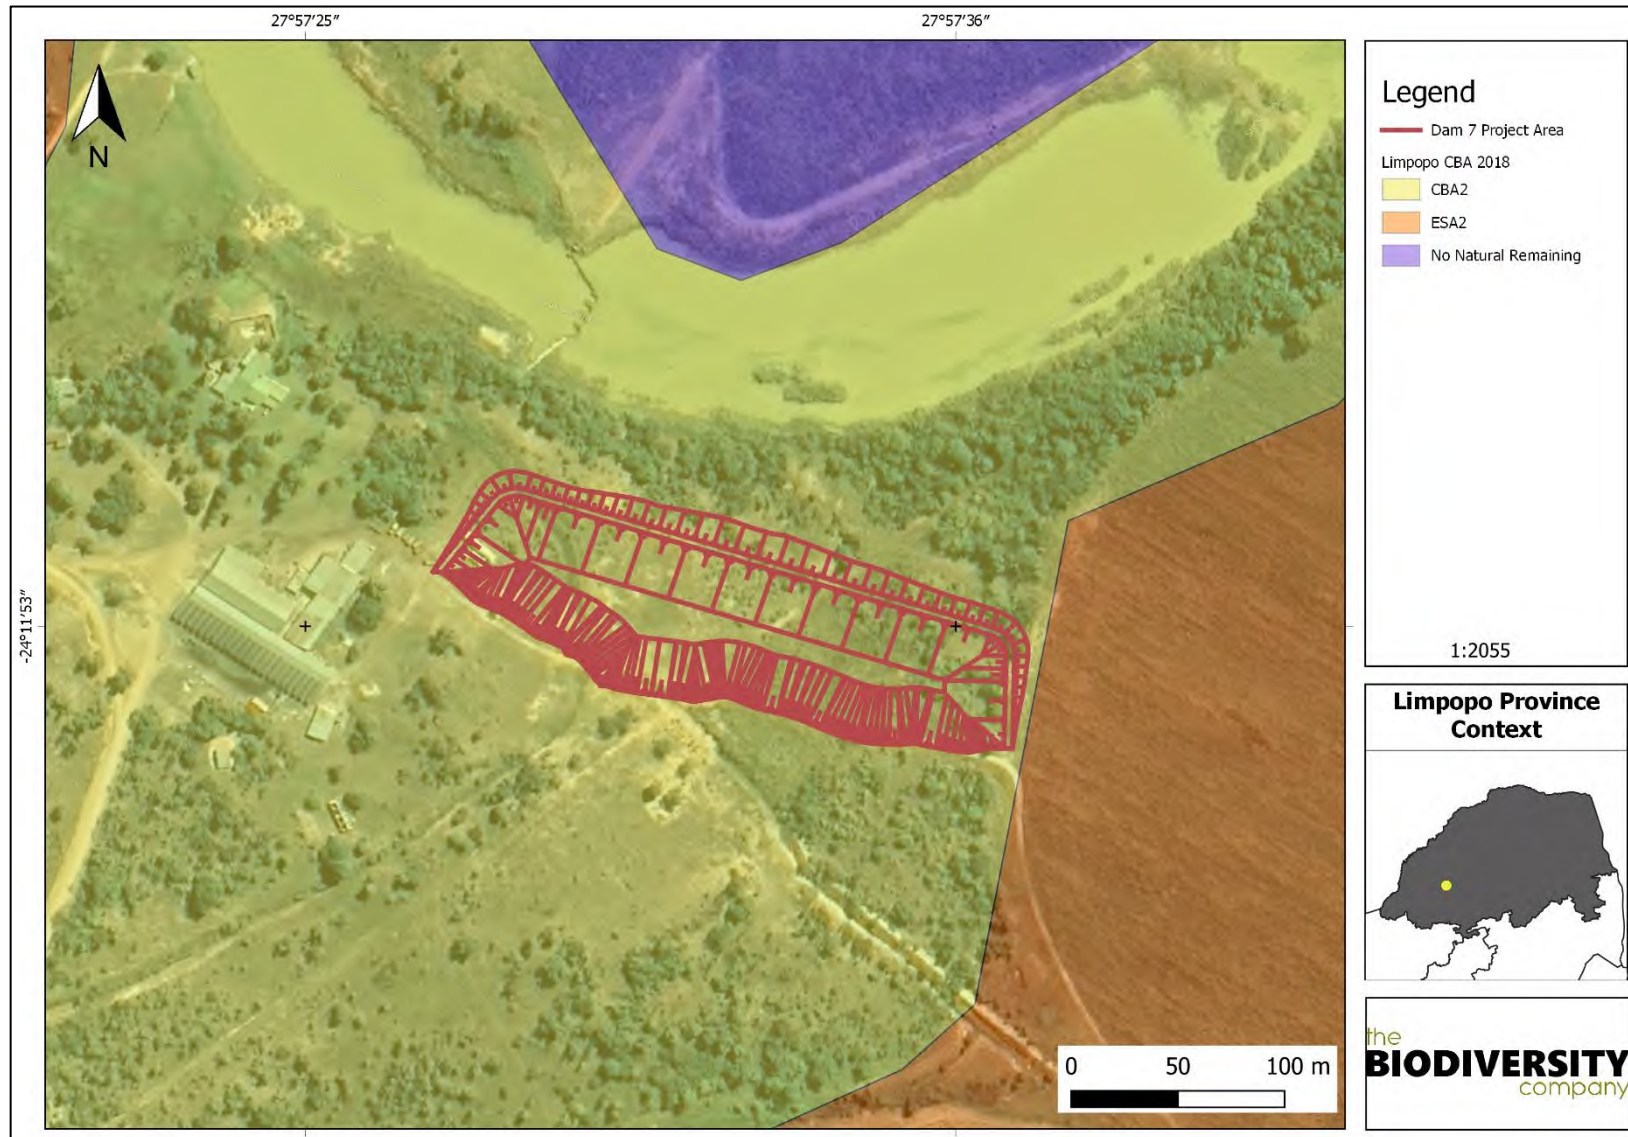 27°57'25"
27°57'36"
N
-24°11'53"
Legend
Dam 7 Project Area
Limpopo CBA 2018
CBA2
ESA2
No Natural Remaining
1:2055
Limpopo Province
Context
0 50 100 m
the
BIODIVERSITY
company